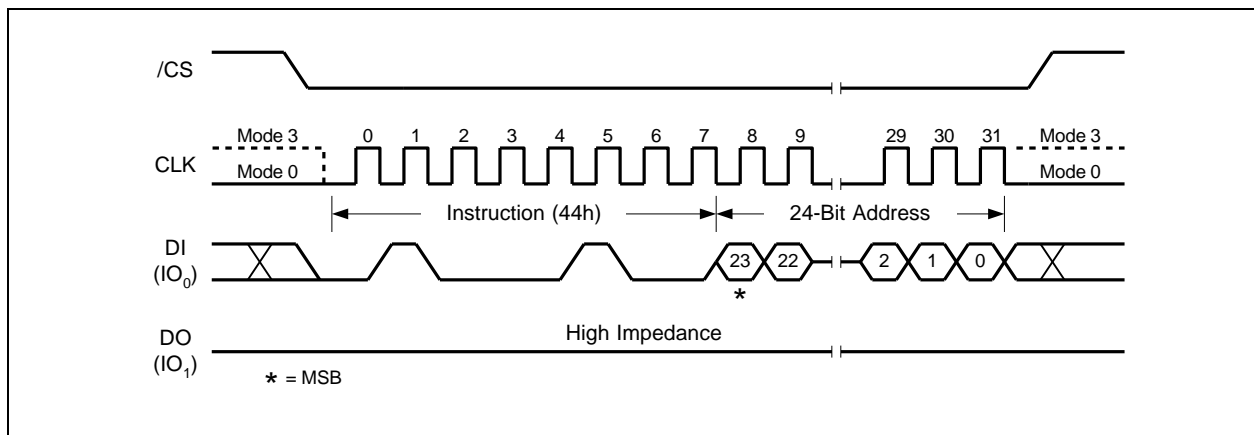 /CS
Mode 3 0 1 2 3 4 5 6 7 8 9 29 30 31 Mode 3
CLK
Mode 0 Mode 0
Instruction (44h) 24-Bit Address
DI
(IO0)
23 22 2 1 0
*
DO
(IO1)
High Impedance
* = MSB